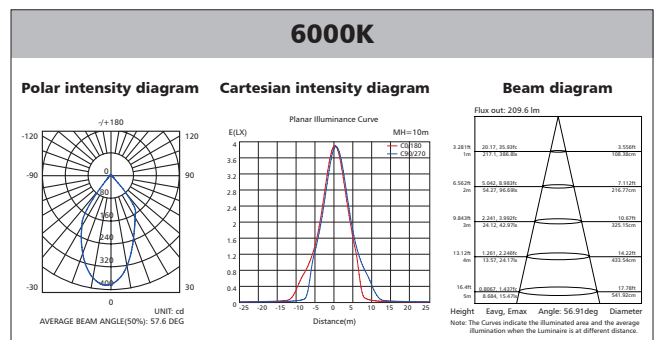 6000K
Polar intensity diagram
-/+180
-120
120
-90
90
0
80
160
240
320
400
-30
30
0
UNIT: cd
AVERAGE BEAM ANGLE(50%): 57.6 DEG
Cartesian intensity diagram
Planar Illuminance Curve
E(LX)
MH=10m
C0/180
C90/270
4
3.6
3.2
2.8
2.4
2
1.6
1.2
0.8
0.4
0
-25 -20 -15 -10 -5 0 5 10 15 20 25
Distance(m)
Beam diagram
Flux out: 209.6 lm
3.281ft 20.17, 35.93fc 3.556ft
1m 217.1, 386.8lx 108.38cm
6.562ft 5.042, 8.983fc 7.112ft
2m 54.27, 96.69lx 216.77cm
9.843ft 2.241, 3.992fc 10.67ft
3m 24.12, 42.97lx 325.15cm
13.12ft 1.261, 2.246fc 14.22ft
4m 13.57, 24.17lx 433.54cm
16.4ft 0.8067, 1.437fc 17.78ft
5m 8.684, 15.47lx 541.92cm
Height Eavg, Emax Angle: 56.91deg Diameter
Note: The Curves indicate the illuminated area and the average
illumination when the Luminaire is at different distance.